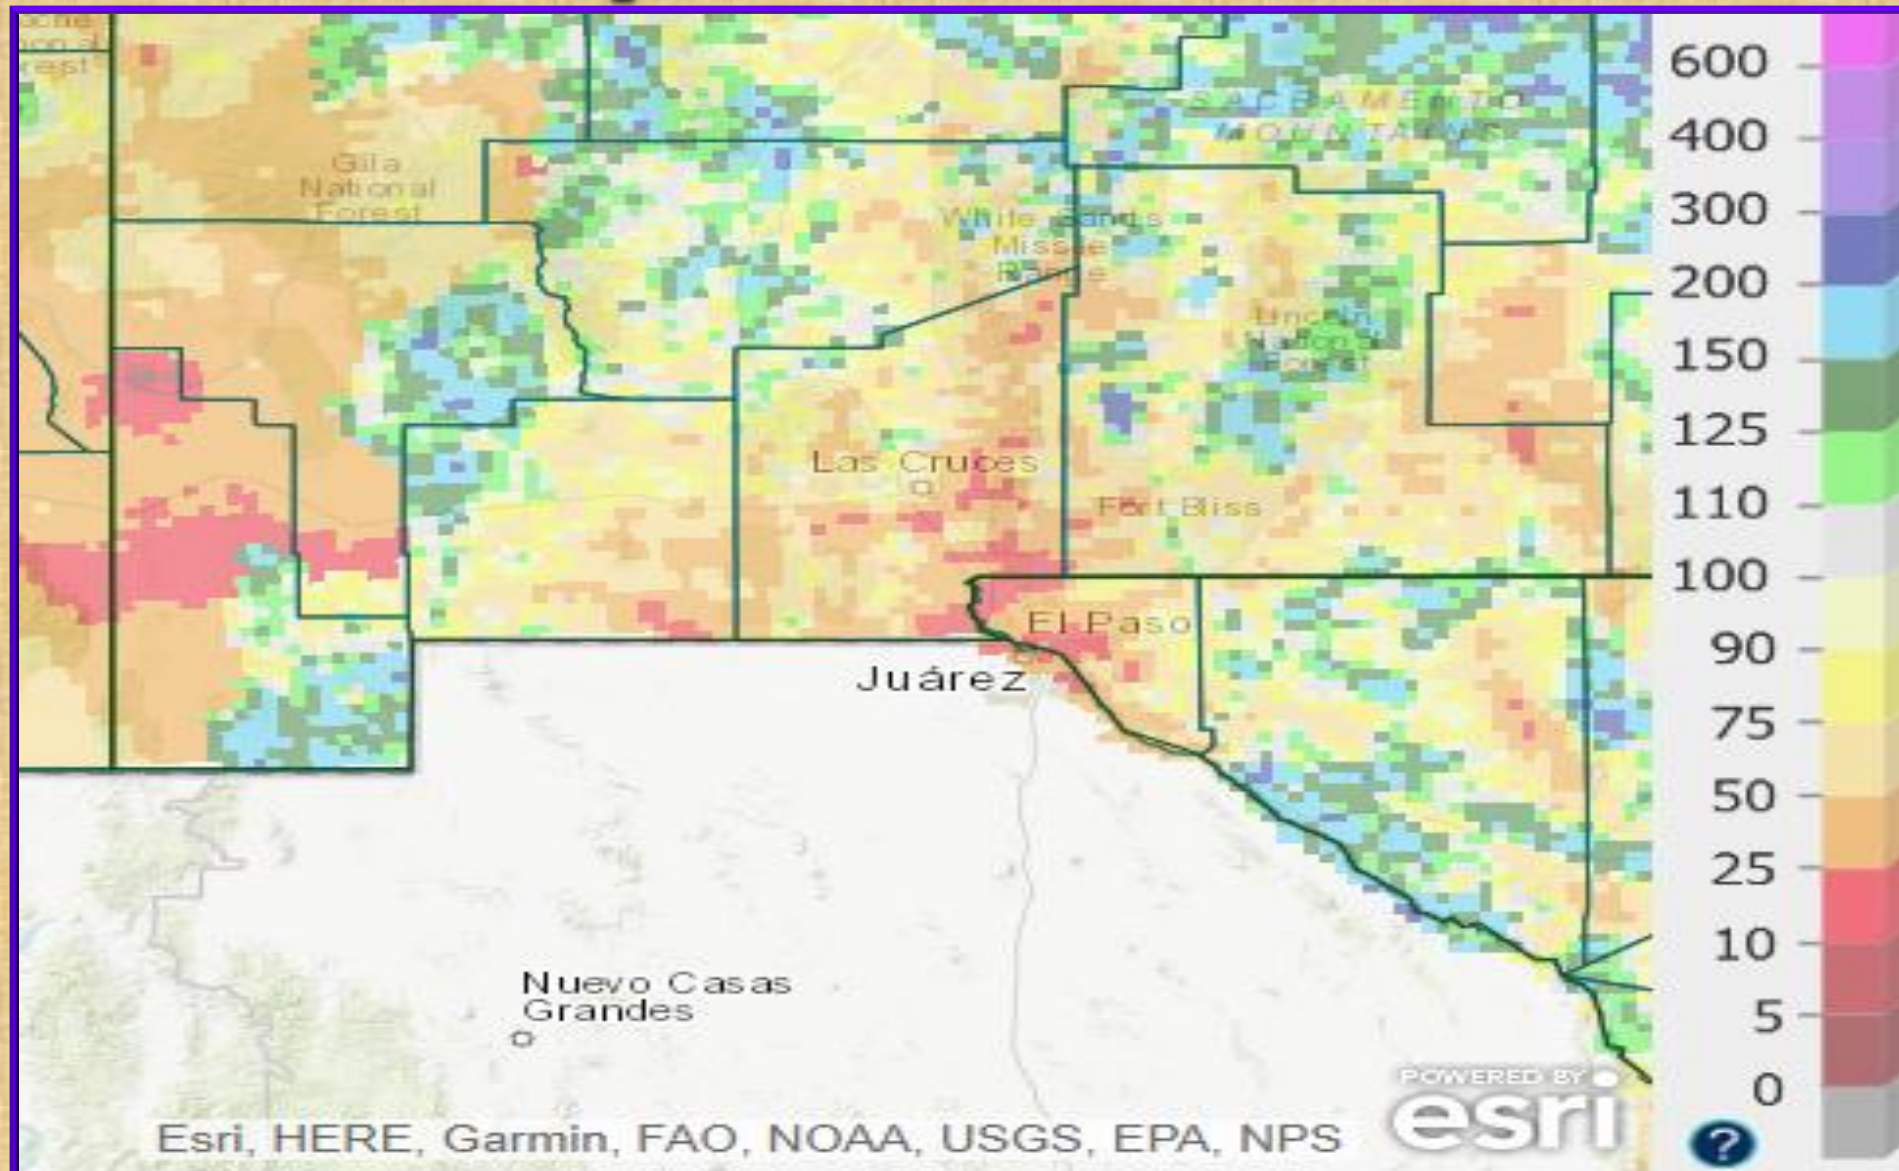 Gila
National
Forest
SACRAMENTO
MOUNTAINS
White Sands
Missile
Range
Lincoln
National
Forest
Las Cruces
Fort Bliss
El Paso
Juárez
Nuevo Casas
Grandes
600
400
300
200
150
125
110
100
90
75
50
25
10
5
0
POWERED BY
esri
Esri, HERE, Garmin, FAO, NOAA, USGS, EPA, NPS
?